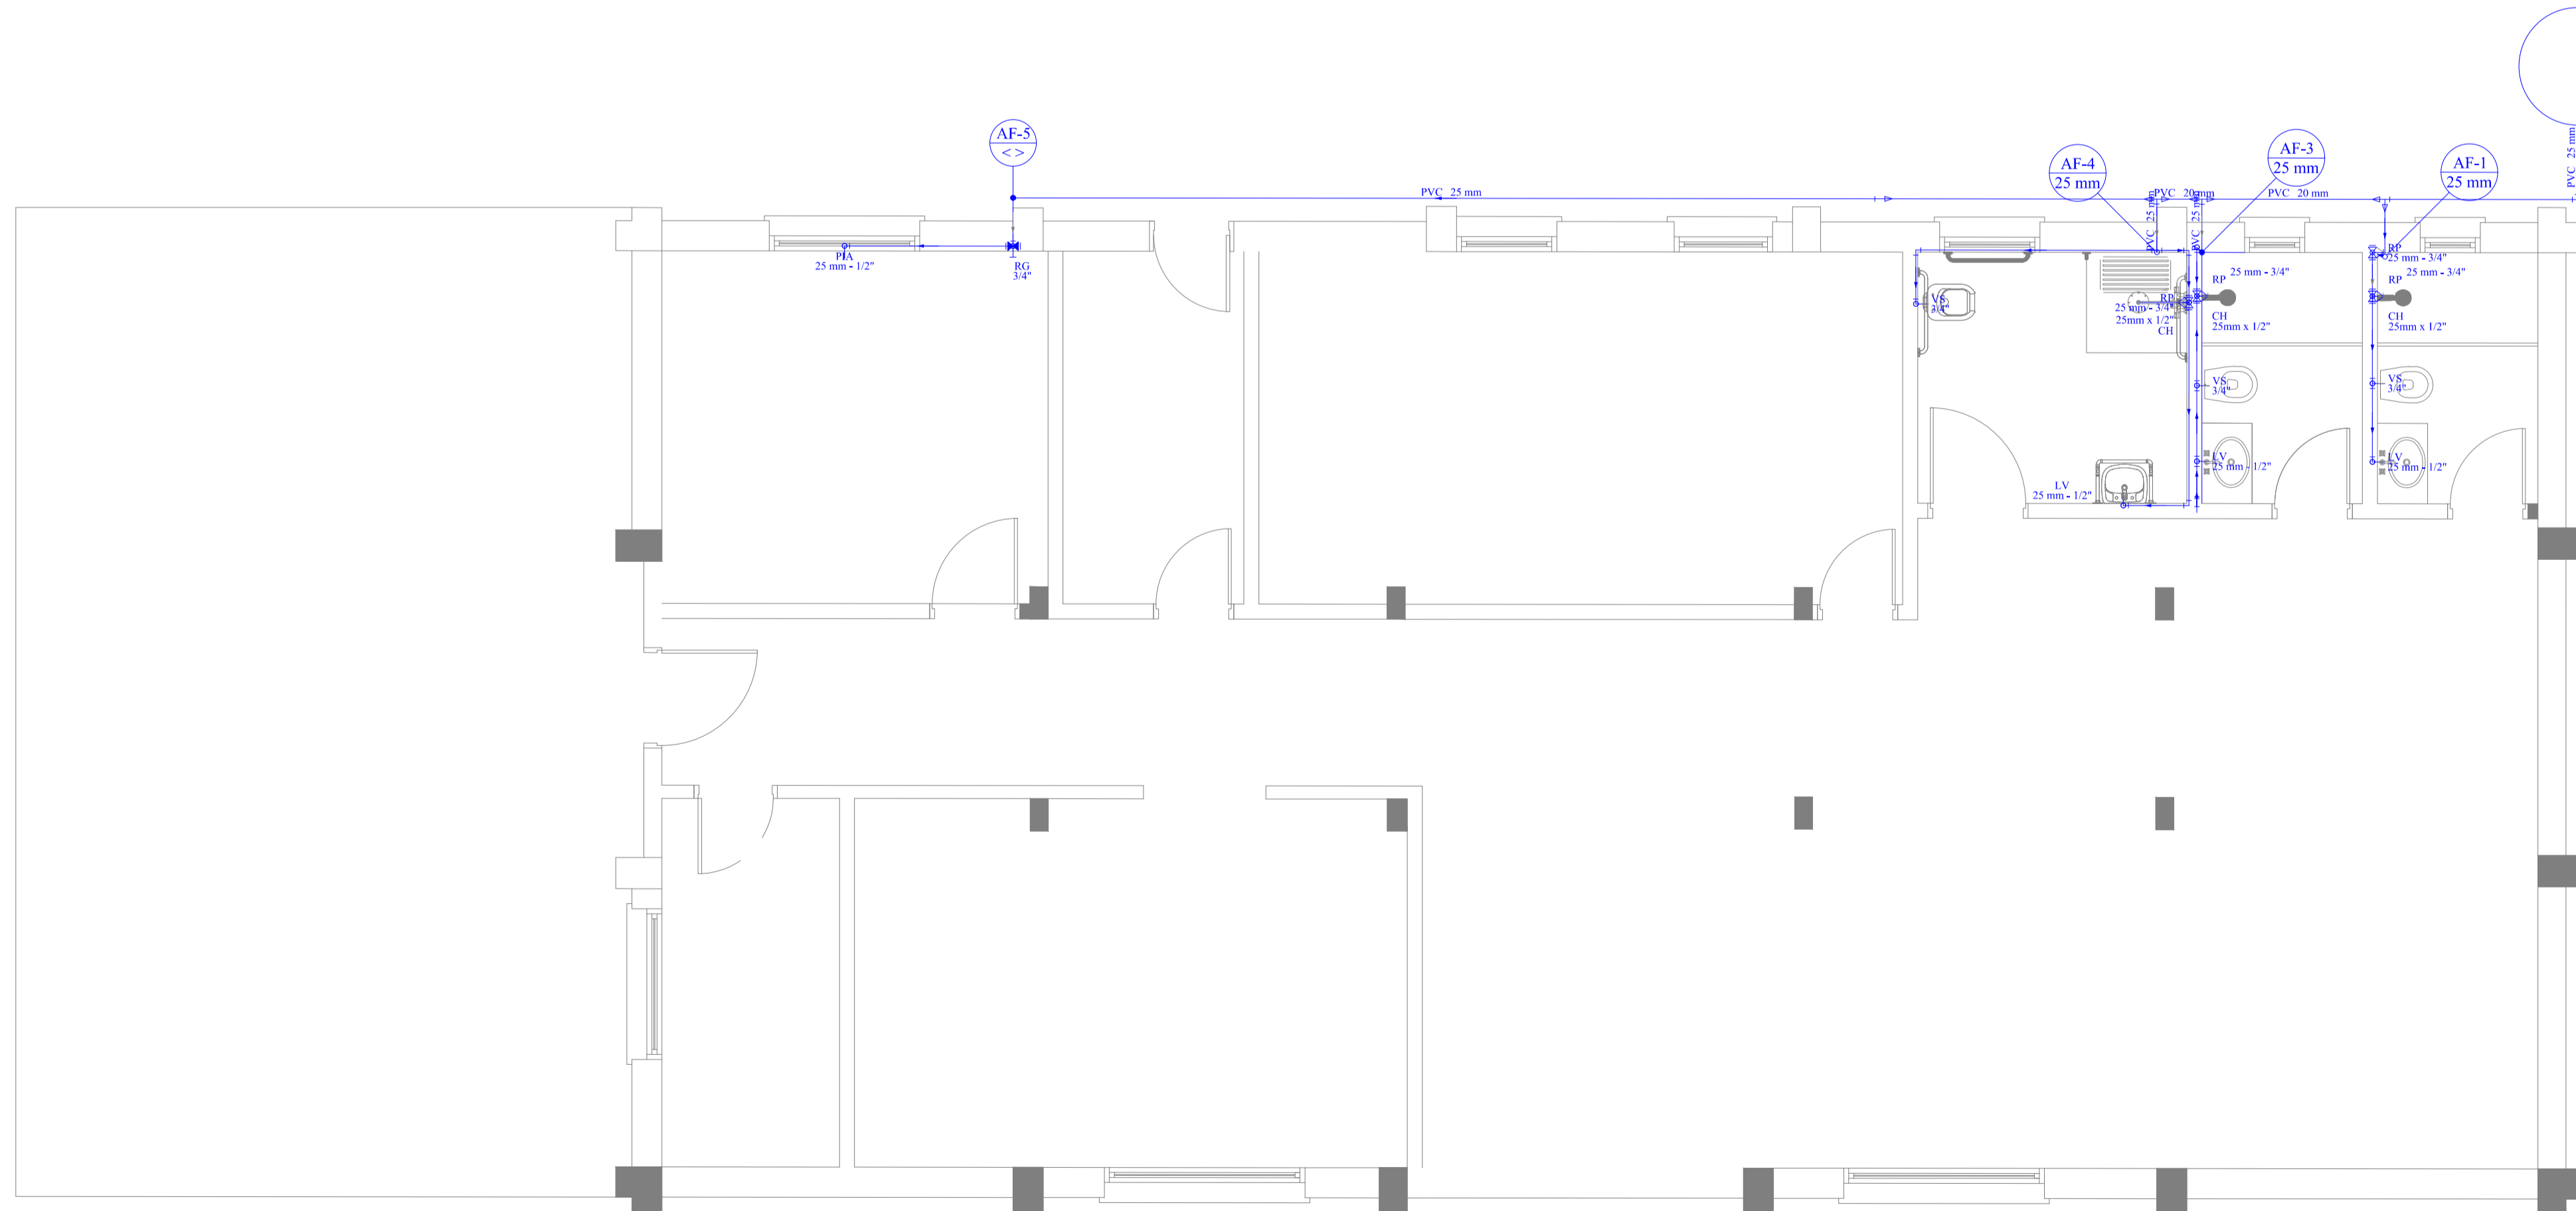 AF-5
< >
AF-4
25 mm
AF-3
25 mm
AF-1
25 mm
PVC 25 mm
PVC 25 mm
PVC 20 mm
PVC 20 mm
PVC 25 mm
PVC 25 mm
PIA
25 mm - 1/2"
RG
3/4"
VS
3/4"
RP
25 mm - 3/4"
25mm x 1/2"
CH
25 mm - 3/4"
RP
CH
25mm x 1/2"
VS
3/4"
LV
25 mm - 1/2"
RP
25 mm - 3/4"
25 mm - 3/4"
RP
CH
25mm x 1/2"
VS
3/4"
LV
25 mm - 1/2"
LV
25 mm - 1/2"